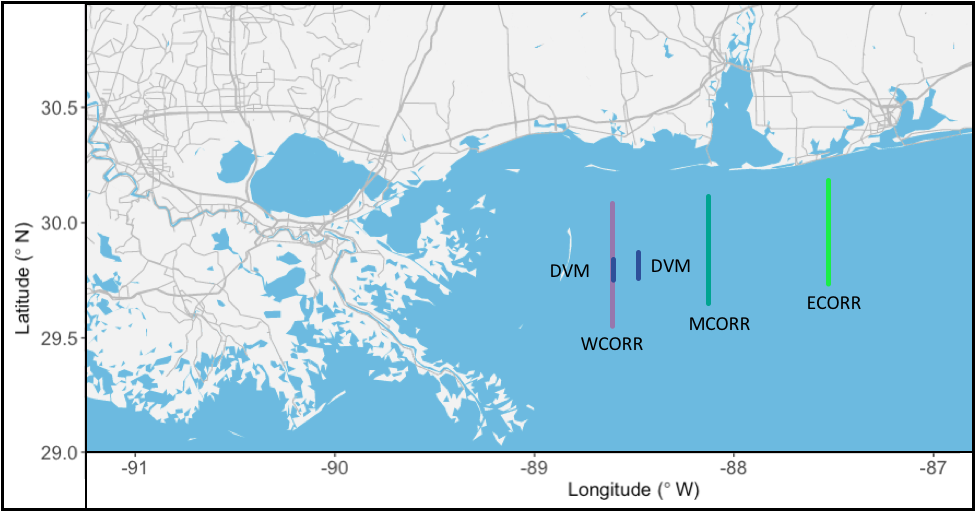 30.5
30.0
29.5
29.0
Latitude (° N)
DVM
DVM
WCORR
MCORR
ECORR
-91
-90
-89
-88
-87
Longitude (° W)